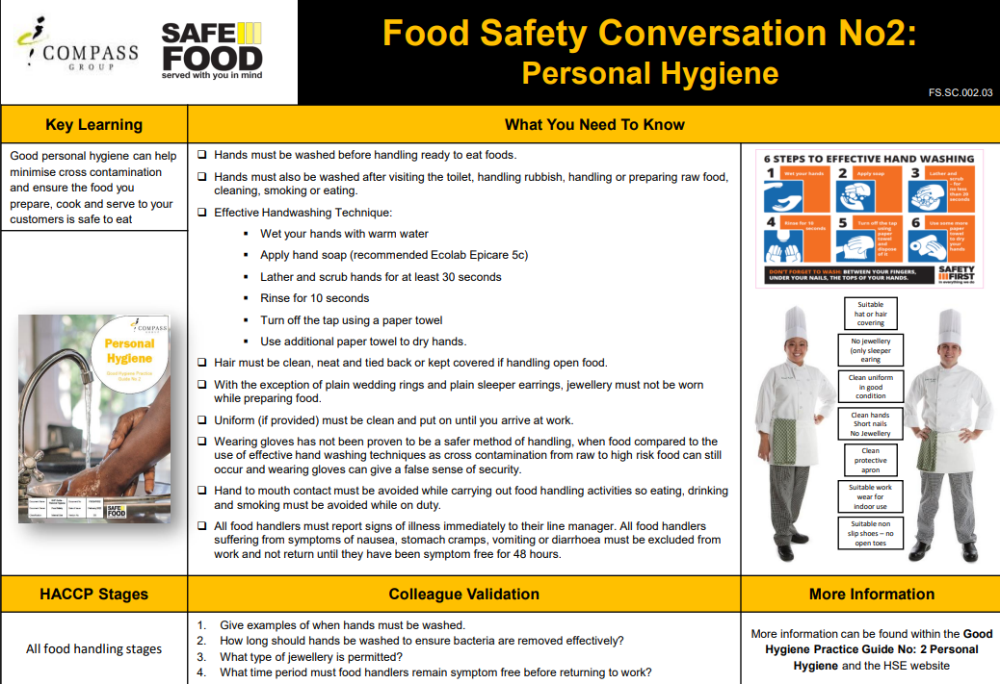 COMPASS
GROUP
SAFE
FOOD
served with you in mind
Food Safety Conversation No2:
Personal Hygiene
FS.SC.002.03
Key Learning
What You Need To Know
Good personal hygiene can help
minimise cross contamination
and ensure the food you
prepare, cook and serve to your
customers is safe to eat
COMPASS
Personal
Hygiene
Good Hygiene Practice
Guide No 2
SAFE
FOOD
❑ Hands must be washed before handling ready to eat foods.
❑ Hands must also be washed after visiting the toilet, handling rubbish, handling or preparing raw food,
cleaning, smoking or eating.
❑ Effective Handwashing Technique:
▪ Wet your hands with warm water
▪ Apply hand soap (recommended Ecolab Epicare 5c)
▪ Lather and scrub hands for at least 30 seconds
▪ Rinse for 10 seconds
▪ Turn off the tap using a paper towel
▪ Use additional paper towel to dry hands.
❑ Hair must be clean, neat and tied back or kept covered if handling open food.
❑ With the exception of plain wedding rings and plain sleeper earrings, jewellery must not be worn
while preparing food.
❑ Uniform (if provided) must be clean and put on until you arrive at work.
❑ Wearing gloves has not been proven to be a safer method of handling, when food compared to the
use of effective hand washing techniques as cross contamination from raw to high risk food can still
occur and wearing gloves can give a false sense of security.
❑ Hand to mouth contact must be avoided while carrying out food handling activities so eating, drinking
and smoking must be avoided while on duty.
❑ All food handlers must report signs of illness immediately to their line manager. All food handlers
suffering from symptoms of nausea, stomach cramps, vomiting or diarrhoea must be excluded from
work and not return until they have been symptom free for 48 hours.
6 STEPS TO EFFECTIVE HAND WASHING
1 Wet your hands
2 Apply soap
3 Lather and
scrub
- for
no less
than 20
seconds
4 Rinse for 10
seconds
5 Turn off the tap
using
paper
towel
and
dispose
of it
6 Use some more
paper
towel
to dry
your
hands
DON'T FORGET TO WASH: BETWEEN YOUR FINGERS,
UNDER YOUR NAILS, THE TOPS OF YOUR HANDS.
SAFETY
FIRST
in everything we do
Suitable
hat or hair
covering
No jewellery
(only sleeper
earing
Clean uniform
in good
condition
Clean hands
Short nails
No Jewellery
Clean
protective
apron
Suitable work
wear for
indoor use
Suitable non
slip shoes – no
open toes
HACCP Stages
Colleague Validation
More Information
All food handling stages
1. Give examples of when hands must be washed.
2. How long should hands be washed to ensure bacteria are removed effectively?
3. What type of jewellery is permitted?
4. What time period must food handlers remain symptom free before returning to work?
More information can be found within the Good
Hygiene Practice Guide No: 2 Personal
Hygiene and the HSE website